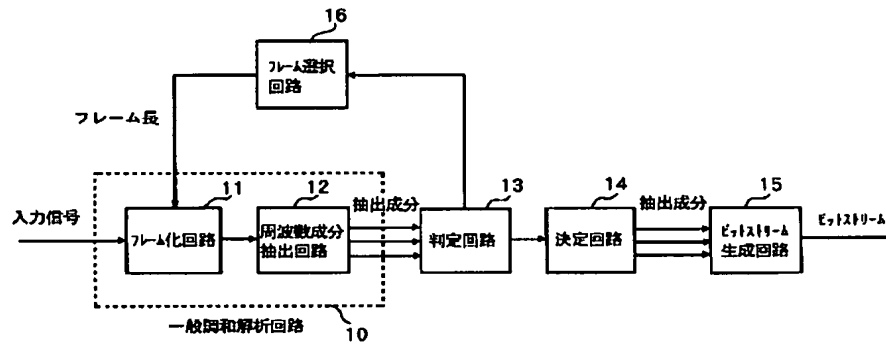 16
ﾌﾚｰﾑ選択
回路
フレーム長
11
12
抽出成分
13
14
抽出成分
15
入力信号
ﾌﾚｰﾑ化回路
周波数成分
抽出回路
判定回路
決定回路
ﾋﾞｯﾄｽﾄﾘｰﾑ
生成回路
ﾋﾞｯﾄｽﾄﾘｰﾑ
一般調和解析回路
10